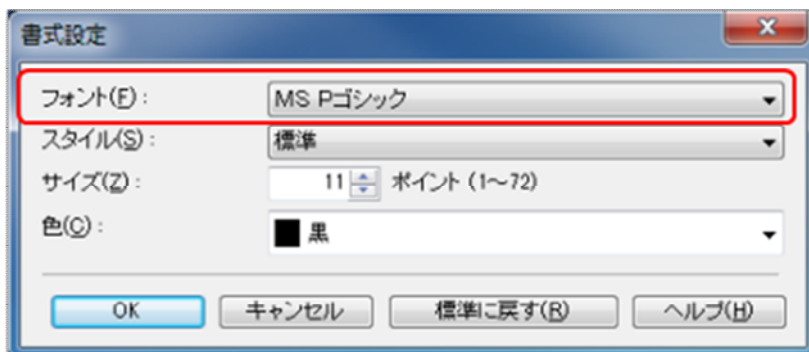 書式設定
フォント(F): MS Pゴシック
スタイル(S): 標準
サイズ(Z): 11 ポイント (1～72)
色(C): 黒
OK キャンセル 標準に戻す(R) ヘルプ(H)